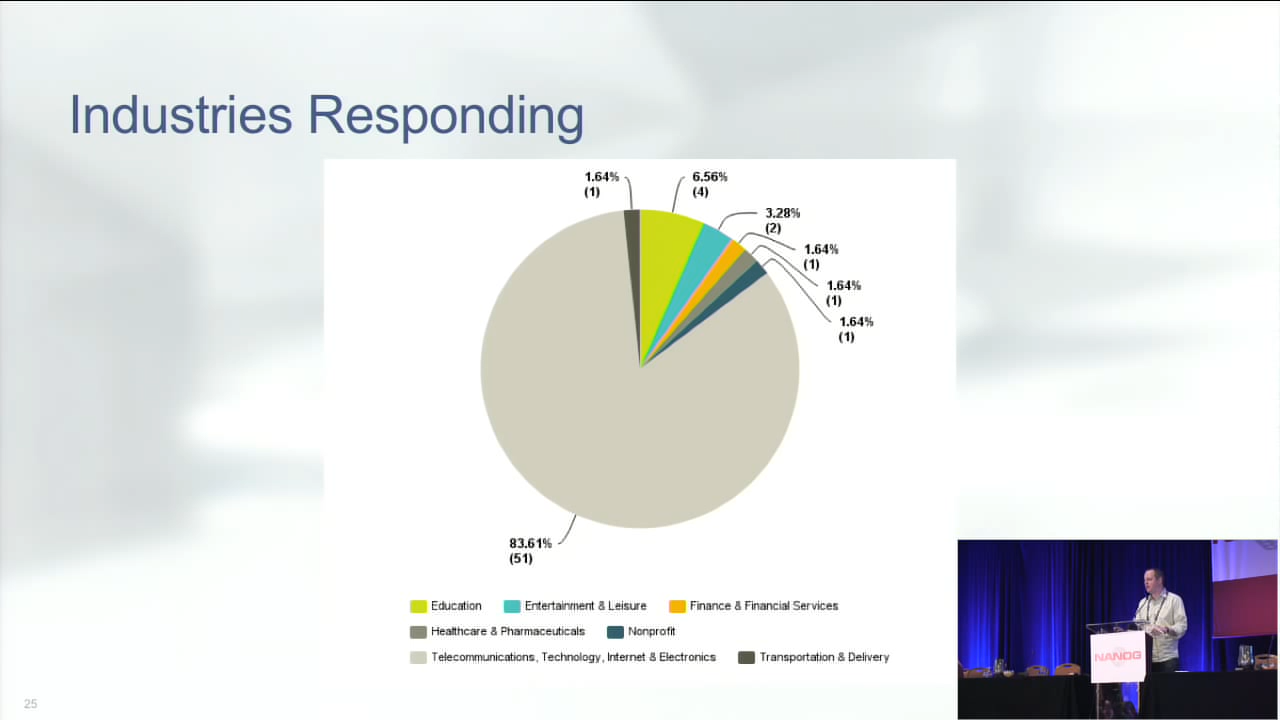 Industries Responding
1.64%
(1)
6.56%
(4)
3.28%
(2)
1.64%
(1)
1.64%
(1)
1.64%
(1)
83.61%
(51)
Education
Entertainment & Leisure
Finance & Financial Services
Healthcare & Pharmaceuticals
Nonprofit
Telecommunications, Technology, Internet & Electronics
Transportation & Delivery
NANOG
25